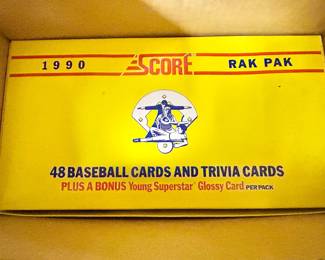 1990 SCORE RAK PAK
48 BASEBALL CARDS AND TRIVIA CARDS
PLUS A BONUS Young Superstar Glossy Card PER PACK